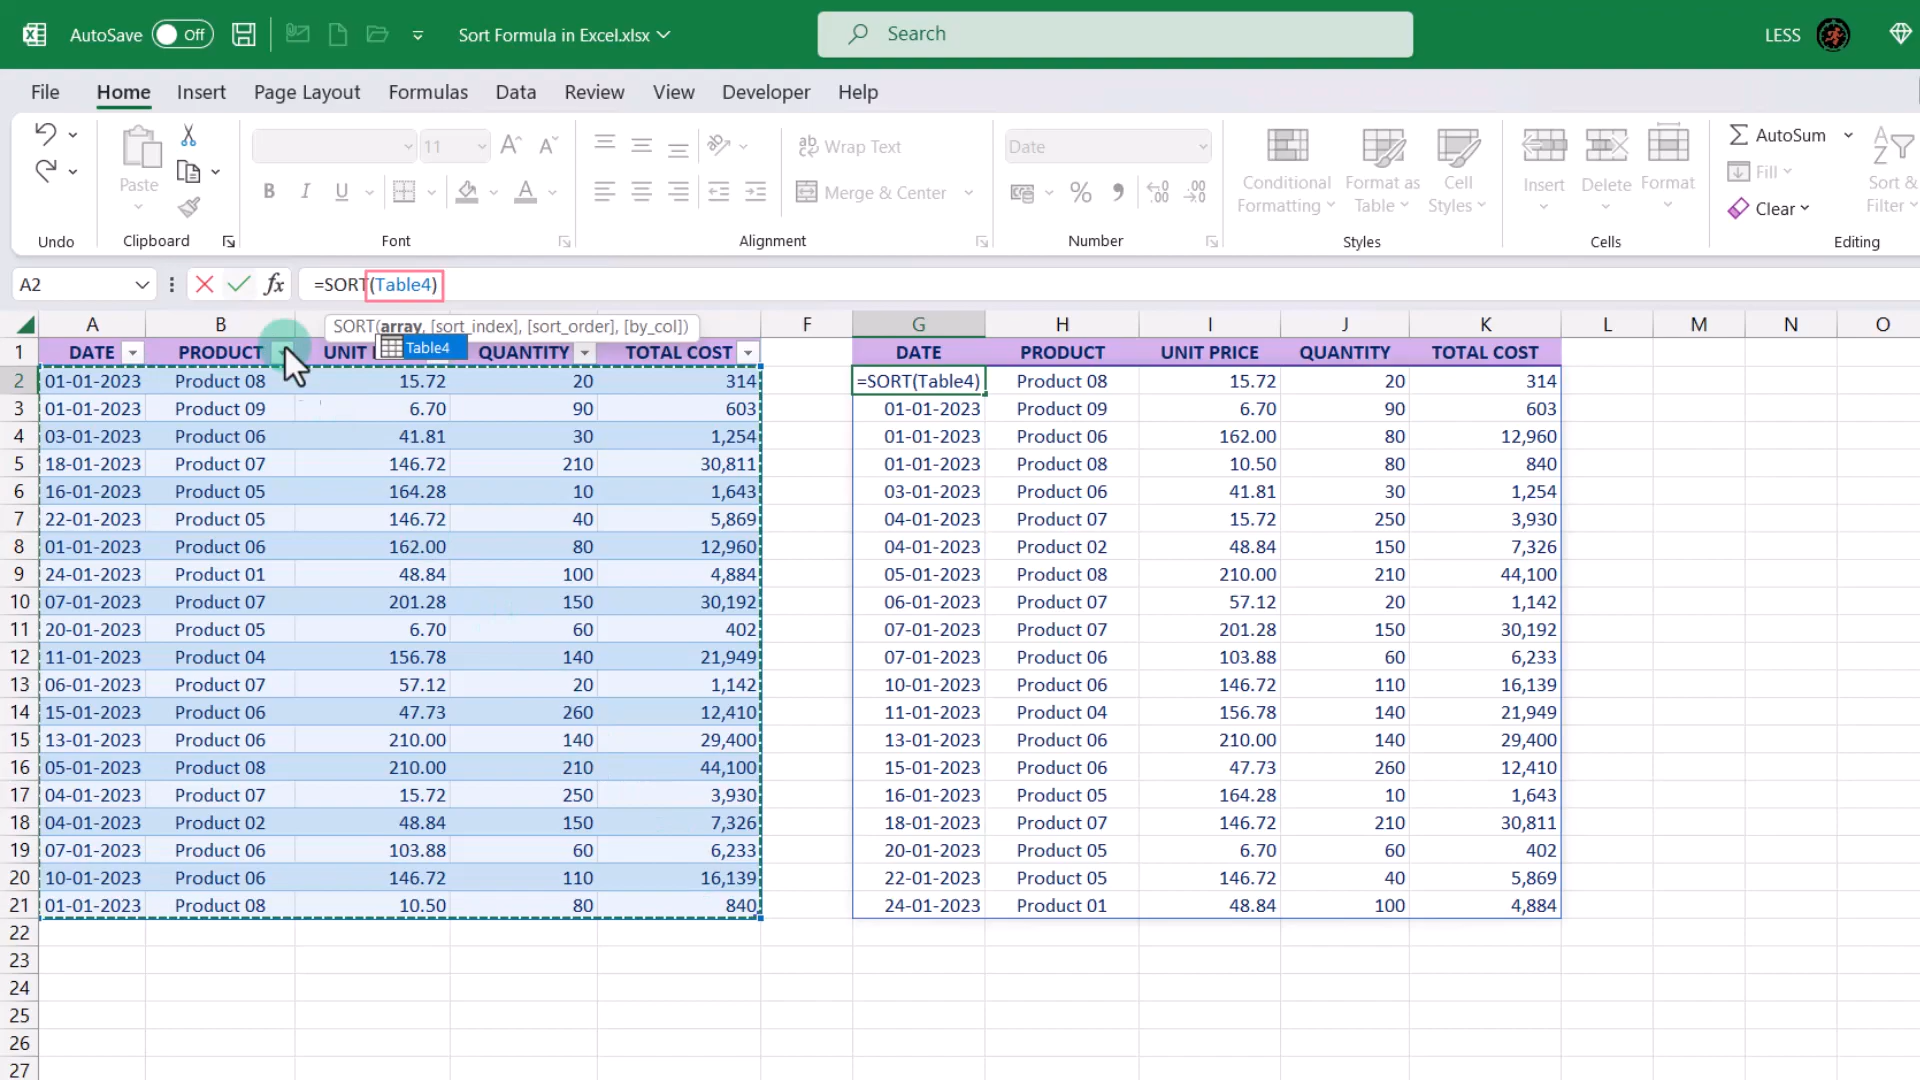 AutoSave Off Sort Formula in Excel.xlsx Search LESS
File Home Insert Page Layout Formulas Data Review View Developer Help
Paste
11
Wrap Text
Merge & Center
Date
Conditional Formatting
Format as Table
Cell Styles
Insert
Delete
Format
AutoSum
Fill
Clear
Sort & Filter
Undo Clipboard Font Alignment Number Styles Cells Editing
A2 fx =SORT(Table4)
SORT(array, [sort_index], [sort_order], [by_col])
Table4
A B F G H I J K L M N O
1 DATE PRODUCT UNIT QUANTITY TOTAL COST DATE PRODUCT UNIT PRICE QUANTITY TOTAL COST
2 01-01-2023 Product 08 15.72 20 314 =SORT(Table4) Product 08 15.72 20 314
3 01-01-2023 Product 09 6.70 90 603 01-01-2023 Product 09 6.70 90 603
4 03-01-2023 Product 06 41.81 30 1,254 01-01-2023 Product 06 162.00 80 12,960
5 18-01-2023 Product 07 146.72 210 30,811 01-01-2023 Product 08 10.50 80 840
6 16-01-2023 Product 05 164.28 10 1,643 03-01-2023 Product 06 41.81 30 1,254
7 22-01-2023 Product 05 146.72 40 5,869 04-01-2023 Product 07 15.72 250 3,930
8 01-01-2023 Product 06 162.00 80 12,960 04-01-2023 Product 02 48.84 150 7,326
9 24-01-2023 Product 01 48.84 100 4,884 05-01-2023 Product 08 210.00 210 44,100
10 07-01-2023 Product 07 201.28 150 30,192 06-01-2023 Product 07 57.12 20 1,142
11 20-01-2023 Product 05 6.70 60 402 07-01-2023 Product 07 201.28 150 30,192
12 11-01-2023 Product 04 156.78 140 21,949 07-01-2023 Product 06 103.88 60 6,233
13 06-01-2023 Product 07 57.12 20 1,142 10-01-2023 Product 06 146.72 110 16,139
14 15-01-2023 Product 06 47.73 260 12,410 11-01-2023 Product 04 156.78 140 21,949
15 13-01-2023 Product 06 210.00 140 29,400 13-01-2023 Product 06 210.00 140 29,400
16 05-01-2023 Product 08 210.00 210 44,100 15-01-2023 Product 06 47.73 260 12,410
17 04-01-2023 Product 07 15.72 250 3,930 16-01-2023 Product 05 164.28 10 1,643
18 04-01-2023 Product 02 48.84 150 7,326 18-01-2023 Product 07 146.72 210 30,811
19 07-01-2023 Product 06 103.88 60 6,233 20-01-2023 Product 05 6.70 60 402
20 10-01-2023 Product 06 146.72 110 16,139 22-01-2023 Product 05 146.72 40 5,869
21 01-01-2023 Product 08 10.50 80 840 24-01-2023 Product 01 48.84 100 4,884
22
23
24
25
26
27